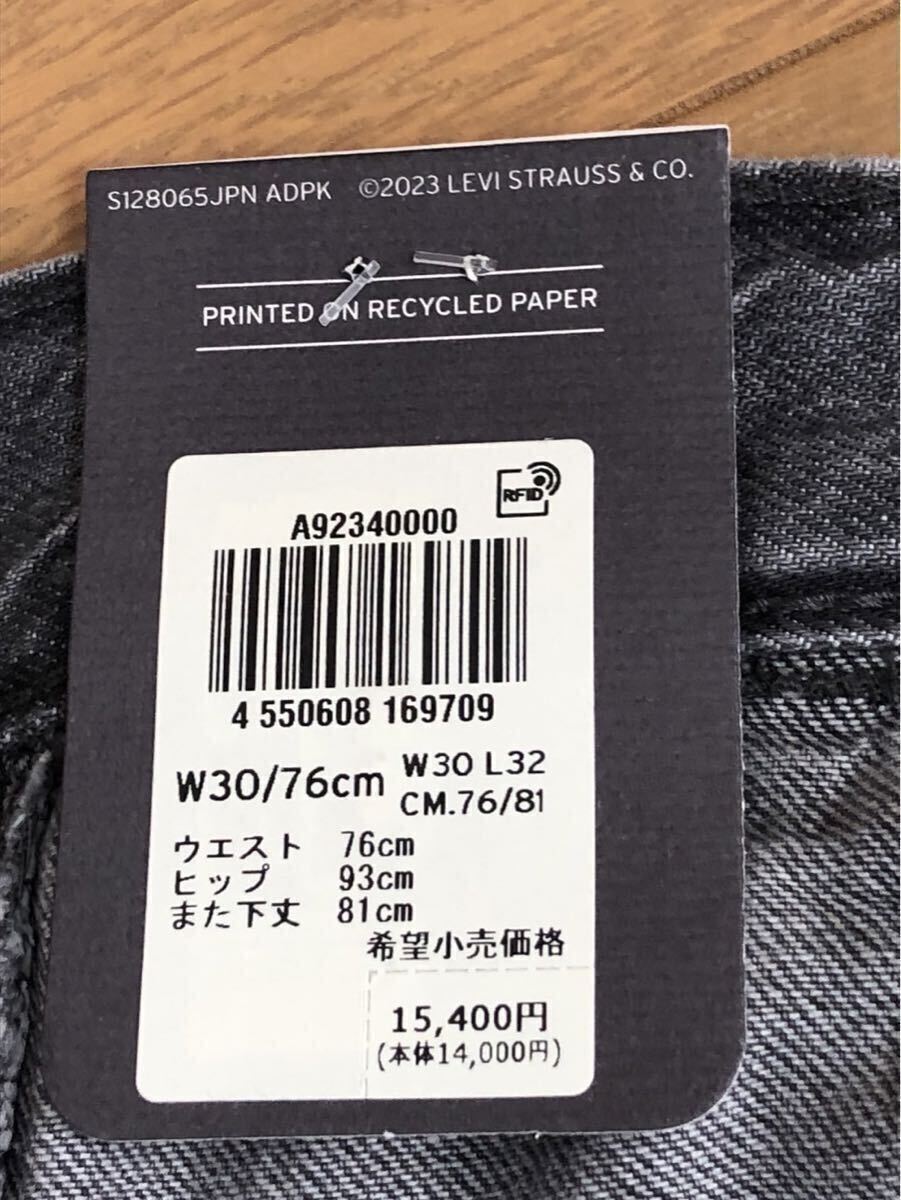 S128065JPN ADPK ©2023 LEVI STRAUSS & CO.
PRINTED ON RECYCLED PAPER
RFID
A92340000
4 550608 169709
W30/76cm W30 L32
CM.76/81
ウエスト 76cm
ヒップ 93cm
また下丈 81cm
希望小売価格
15,400円
(本体14,000円)